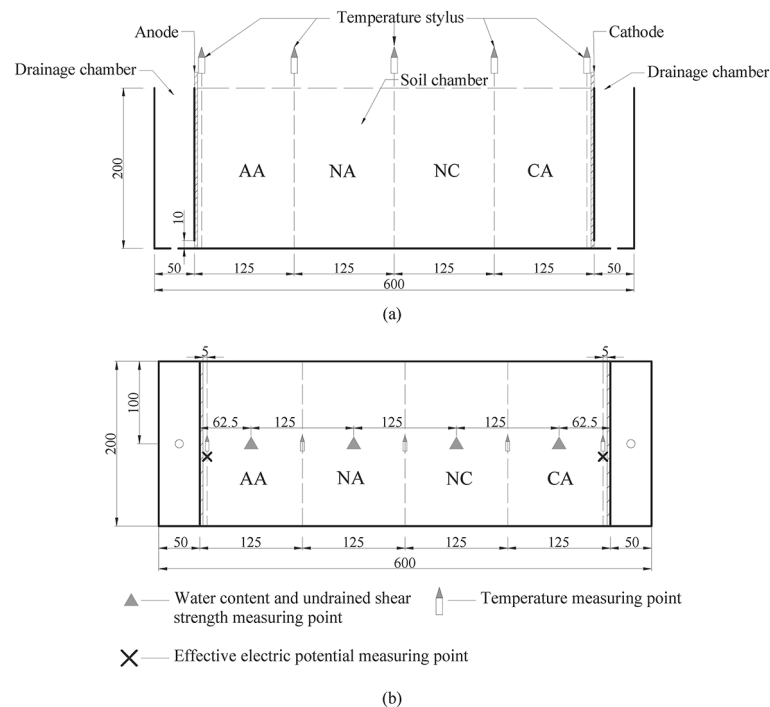 Temperature stylus
Anode
Cathode
Drainage chamber
Soil chamber
Drainage chamber
200
AA
NA
NC
CA
10
50
125
125
125
125
50
600
(a)
5
5
100
200
62.5
125
125
62.5
AA
NA
NC
CA
50
125
125
125
125
50
600
Water content and undrained shear
strength measuring point
Temperature measuring point
Effective electric potential measuring point
(b)